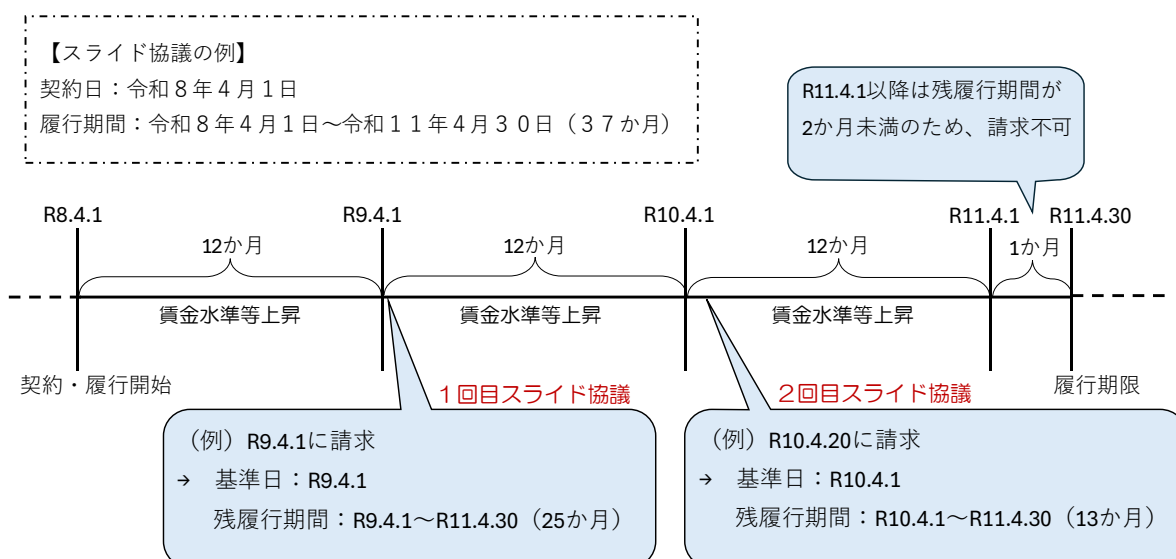 【スライド協議の例】
契約日：令和８年４月１日
履行期間：令和８年４月１日～令和１１年４月３０日（３７か月）
R11.4.1以降は残履行期間が
2か月未満のため、請求不可
R8.4.1
R9.4.1
R10.4.1
R11.4.1
R11.4.30
12か月
12か月
12か月
1か月
賃金水準等上昇
賃金水準等上昇
賃金水準等上昇
契約・履行開始
１回目スライド協議
２回目スライド協議
履行期限
（例）R9.4.1に請求
→ 基準日：R9.4.1
残履行期間：R9.4.1～R11.4.30（25か月）
（例）R10.4.20に請求
→ 基準日：R10.4.1
残履行期間：R10.4.1～R11.4.30（13か月）